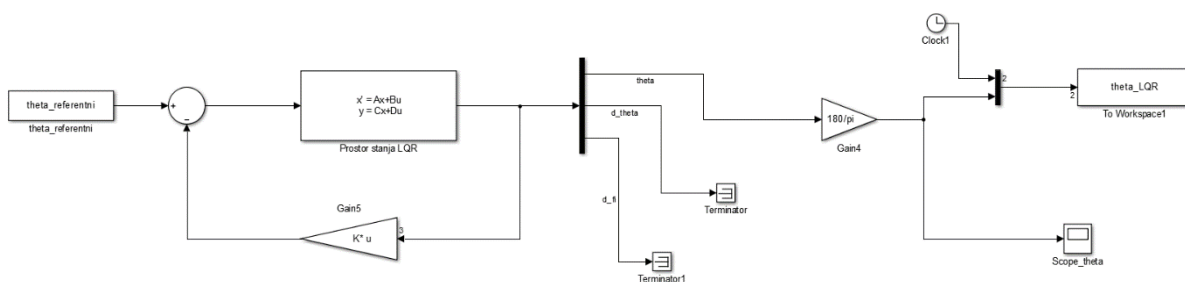 theta_referentni
theta_referentni
+
−
x' = Ax+Bu
y = Cx+Du
Prostor stanja LQR
Gain5
K* u
3
theta
d_theta
d_fi
Terminator
Terminator1
180/pi
Gain4
Clock1
2
2
theta_LQR
To Workspace1
Scope_theta